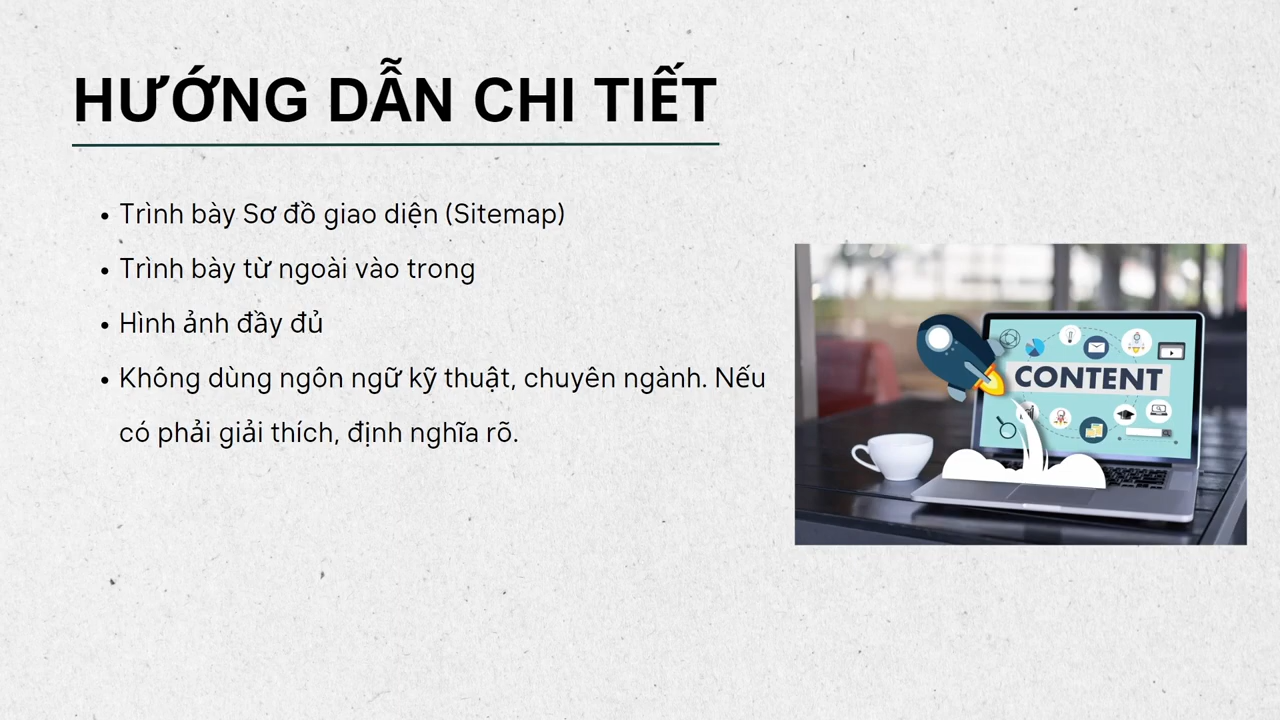 HƯỚNG DẪN CHI TIẾT
• Trình bày Sơ đồ giao diện (Sitemap)
• Trình bày từ ngoài vào trong
• Hình ảnh đầy đủ
• Không dùng ngôn ngữ kỹ thuật, chuyên ngành. Nếu
có phải giải thích, định nghĩa rõ.
CONTENT